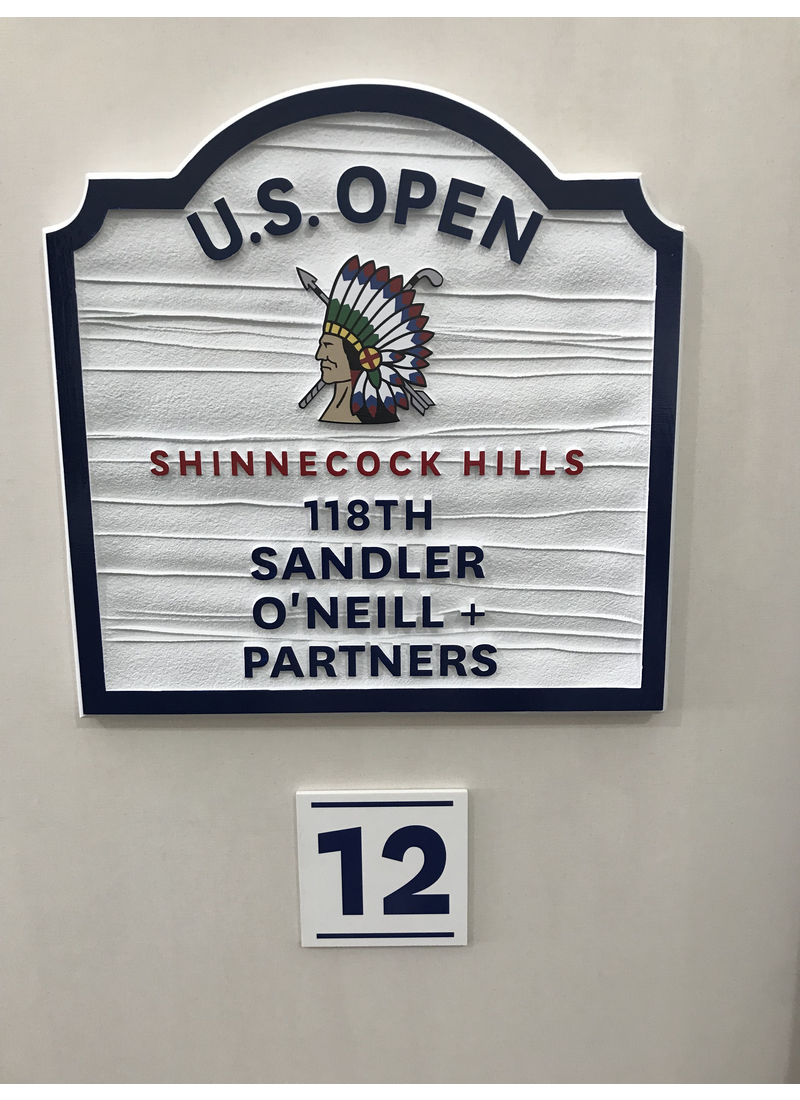 U.S. OPEN
SHINNECOCK HILLS
118TH
SANDLER
O'NEILL +
PARTNERS
12